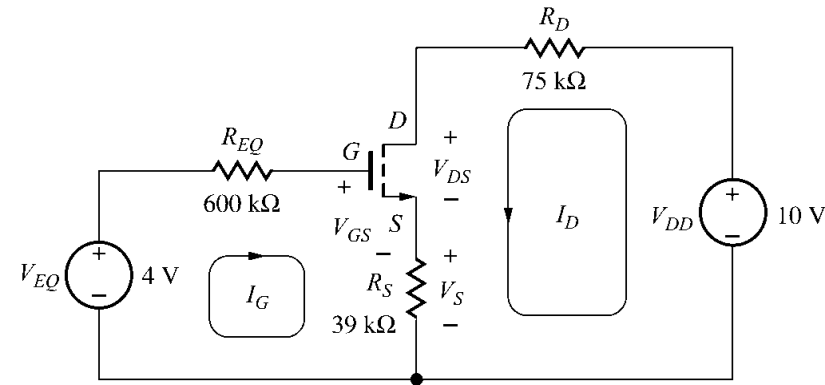 R_D
75 kΩ
D
+
R_EQ
G
V_DS
+
+
600 kΩ
−
I_D
V_DD
10 V
V_GS
S
−
+
−
+
V_EQ
4 V
R_S
V_S
−
I_G
39 kΩ
−